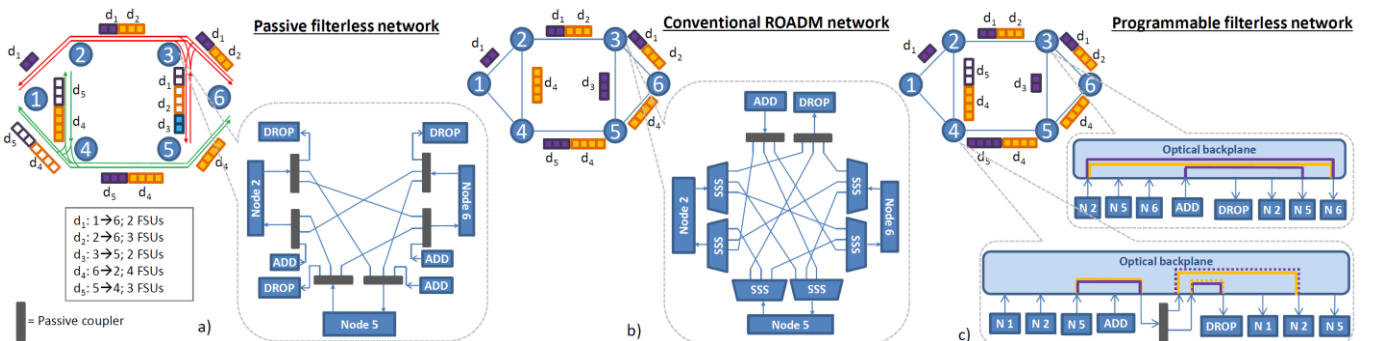 Passive filterless network
d₁ d₂
d₁
d₁
d₂
2
3
1
6
4
5
d₅
d₄
d₁
d₂
d₃
d₅
d₄
d₄
d₅ d₄
d₁: 1→6; 2 FSUs
d₂: 2→6; 3 FSUs
d₃: 3→5; 2 FSUs
d₄: 6→2; 4 FSUs
d₅: 5→4; 3 FSUs
= Passive coupler
DROP
DROP
Node 2
Node 6
ADD
ADD
DROP
ADD
Node 5
a)
Conventional ROADM network
d₁ d₂
d₁
d₁
d₂
2
3
1
6
4
5
d₄
d₃
d₄
d₅ d₄
ADD
DROP
SSS
SSS
Node 2
Node 6
SSS
SSS
SSS
SSS
Node 5
b)
Programmable filterless network
d₁ d₂
d₁
d₁
d₂
2
3
1
6
4
5
d₅
d₄
d₃
d₄
d₅ d₄
Optical backplane
N 2
N 5
N 6
ADD
DROP
N 2
N 5
N 6
Optical backplane
N 1
N 2
N 5
ADD
DROP
N 1
N 2
N 5
c)